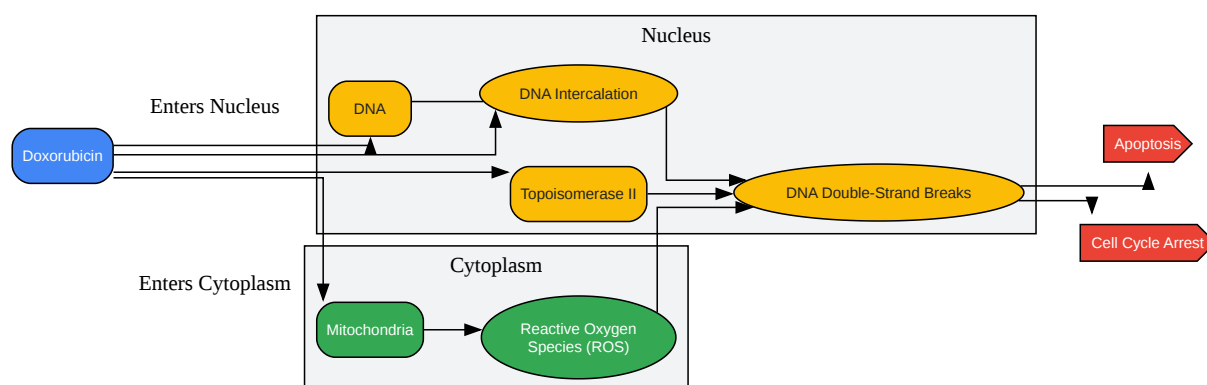 Nucleus
Enters Nucleus
DNA
DNA Intercalation
Doxorubicin
Apoptosis
Topoisomerase II
DNA Double-Strand Breaks
Cell Cycle Arrest
Cytoplasm
Enters Cytoplasm
Mitochondria
Reactive Oxygen
Species (ROS)